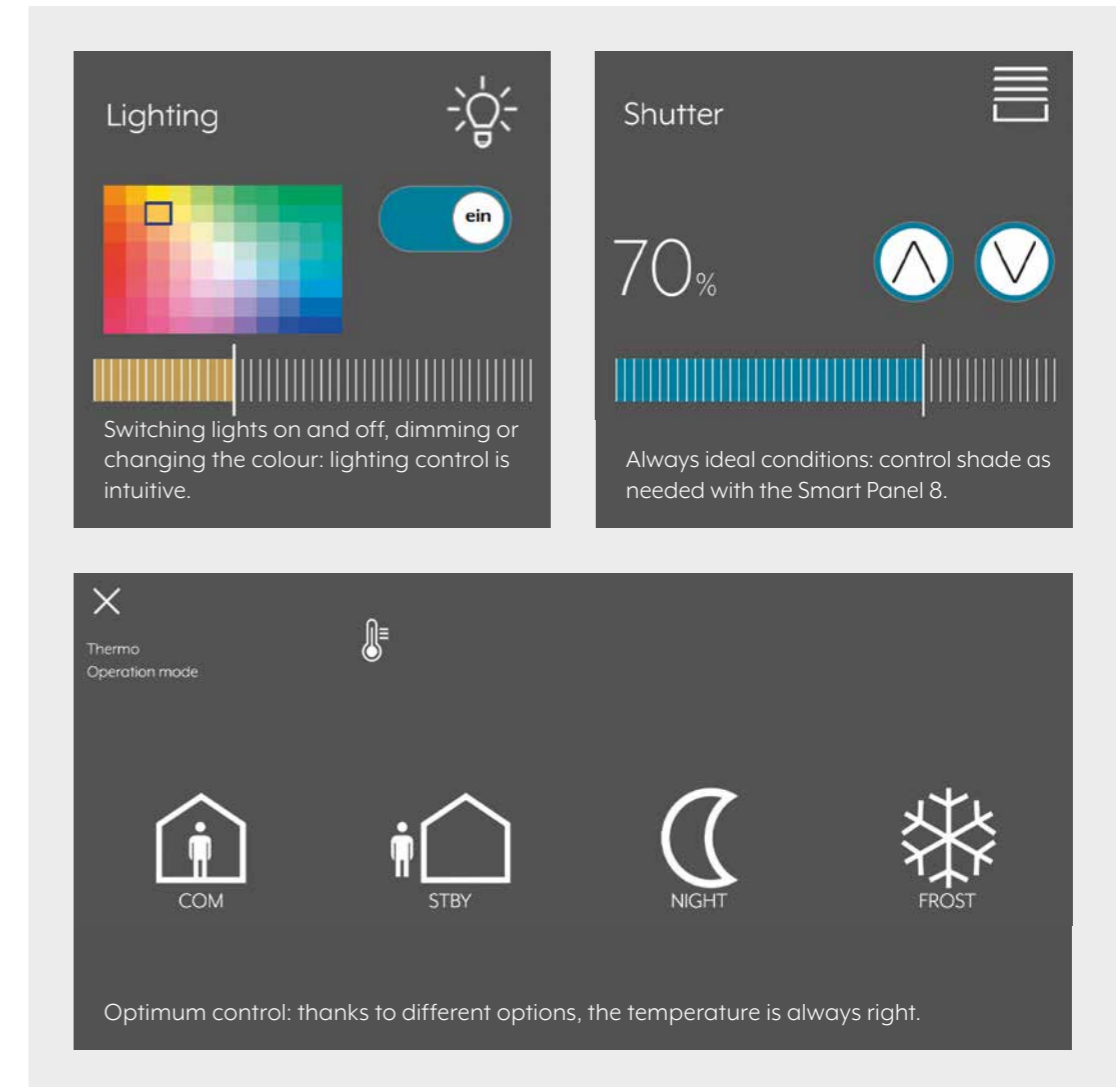 Lighting
ein
Switching lights on and off, dimming or
changing the colour: lighting control is
intuitive.
Shutter
70%
Always ideal conditions: control shade as
needed with the Smart Panel 8.
Thermo
Operation mode
COM
STBY
NIGHT
FROST
Optimum control: thanks to different options, the temperature is always right.